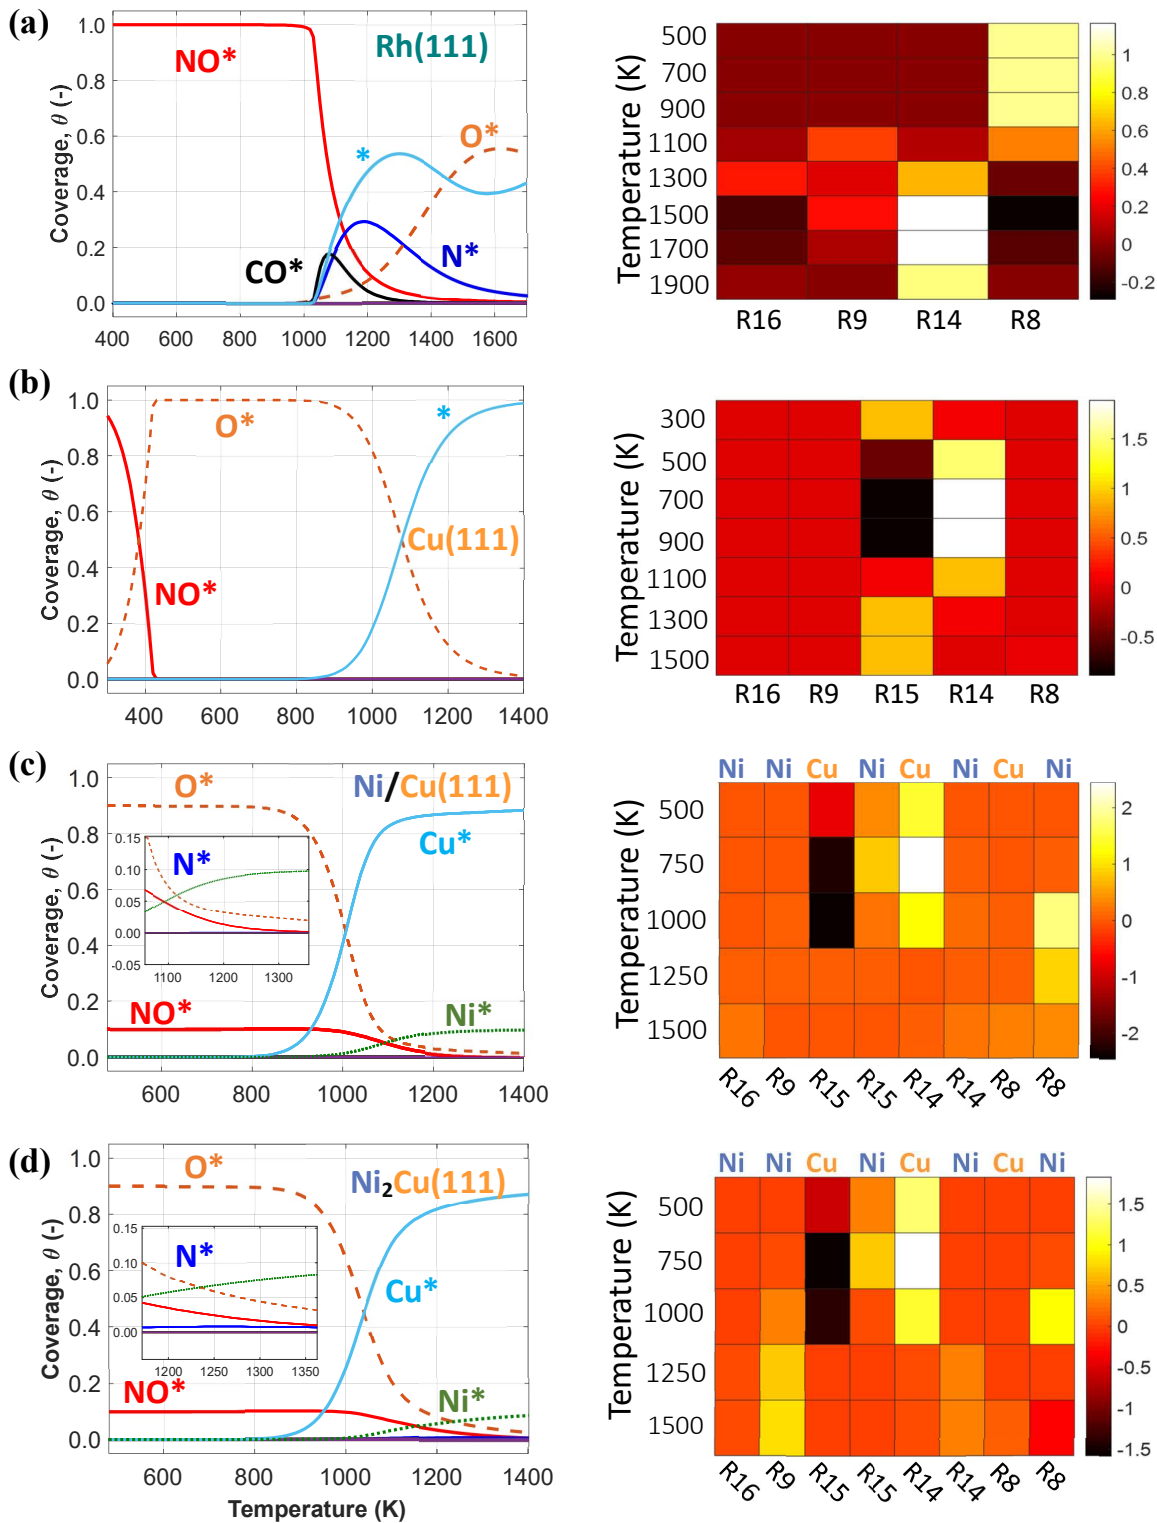 (a)
1.0
0.8
0.6
0.4
0.2
0.0
Coverage, θ (-)
NO*
Rh(111)
*
O*
CO*
N*
400 600 800 1000 1200 1400 1600
Temperature (K)
500
700
900
1100
1300
1500
1700
1900
R16 R9 R14 R8
1
0.8
0.6
0.4
0.2
0
-0.2
(b)
1.0
0.8
0.6
0.4
0.2
0.0
Coverage, θ (-)
O*
*
Cu(111)
NO*
400 600 800 1000 1200 1400
Temperature (K)
300
500
700
900
1100
1300
1500
R16 R9 R15 R14 R8
1.5
1
0.5
0
-0.5
(c)
1.0
0.8
0.6
0.4
0.2
0.0
Coverage, θ (-)
O*
Ni/Cu(111)
Cu*
0.15
0.10
0.05
0.00
-0.05
N*
1100 1200 1300
NO*
Ni*
600 800 1000 1200 1400
Ni Ni Cu Ni Cu Ni Cu Ni
Temperature (K)
500
750
1000
1250
1500
R16 R9 R15 R15 R14 R14 R8 R8
2
1
0
-1
-2
(d)
1.0
0.8
0.6
0.4
0.2
0.0
Coverage, θ (-)
O*
Ni₂Cu(111)
0.15
0.10
0.05
0.00
N*
1200 1250 1300 1350
Cu*
NO*
Ni*
600 800 1000 1200 1400
Temperature (K)
Ni Ni Cu Ni Cu Ni Cu Ni
Temperature (K)
500
750
1000
1250
1500
R16 R9 R15 R15 R14 R14 R8 R8
1.5
1
0.5
0
-0.5
-1
-1.5